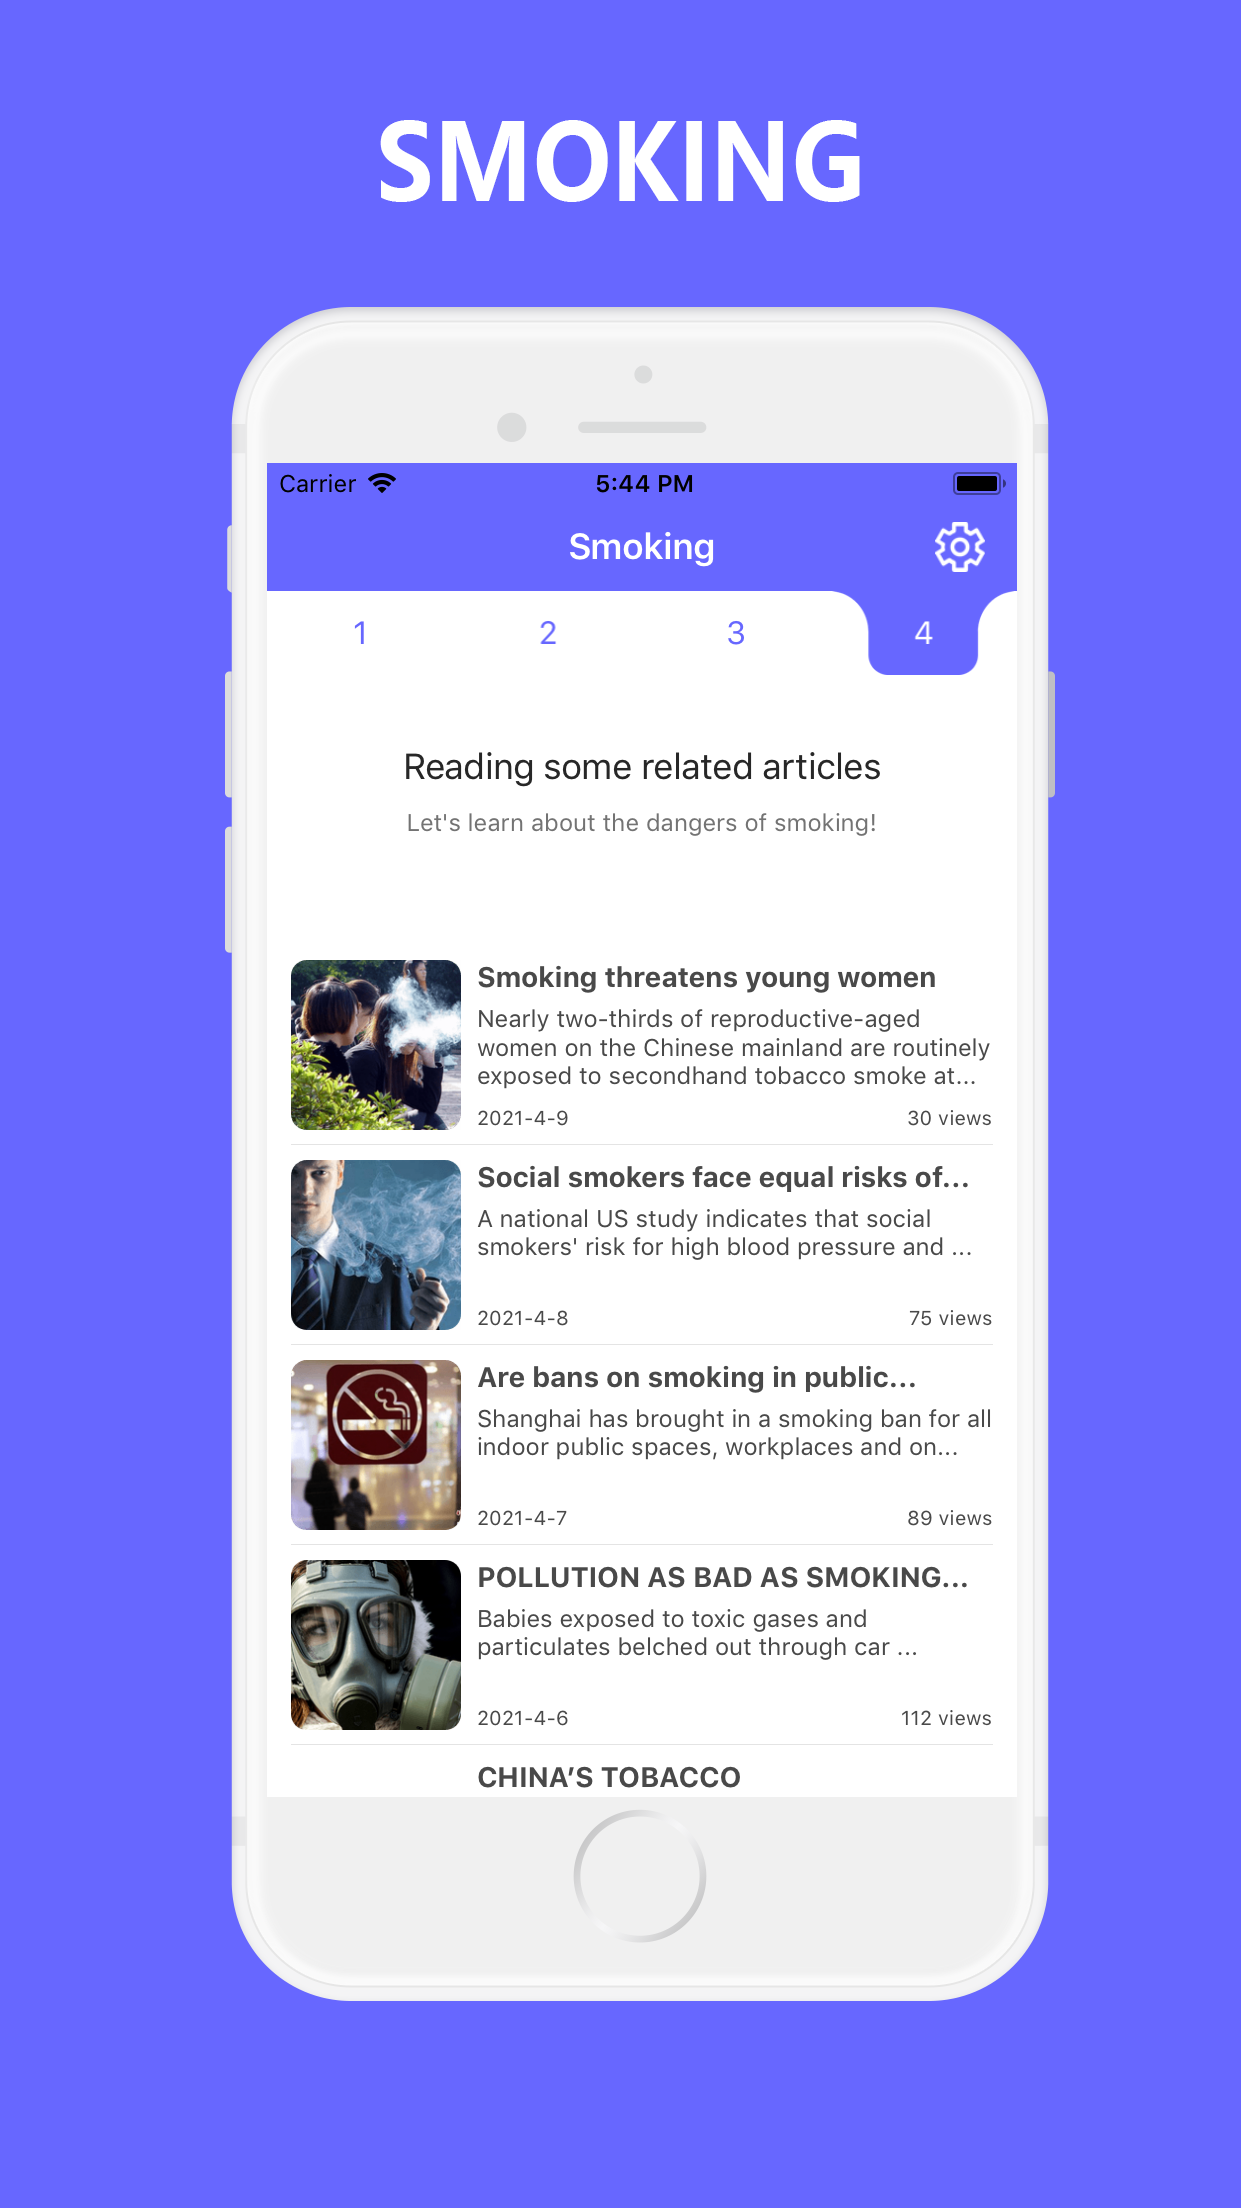 SMOKING
Carrier 5:44 PM
Smoking
1 2 3 4
Reading some related articles
Let's learn about the dangers of smoking!
Smoking threatens young women
Nearly two-thirds of reproductive-aged
women on the Chinese mainland are routinely
exposed to secondhand tobacco smoke at...
2021-4-9 30 views
Social smokers face equal risks of...
A national US study indicates that social
smokers' risk for high blood pressure and ...
2021-4-8 75 views
Are bans on smoking in public...
Shanghai has brought in a smoking ban for all
indoor public spaces, workplaces and on...
2021-4-7 89 views
POLLUTION AS BAD AS SMOKING...
Babies exposed to toxic gases and
particulates belched out through car ...
2021-4-6 112 views
CHINA’S TOBACCO